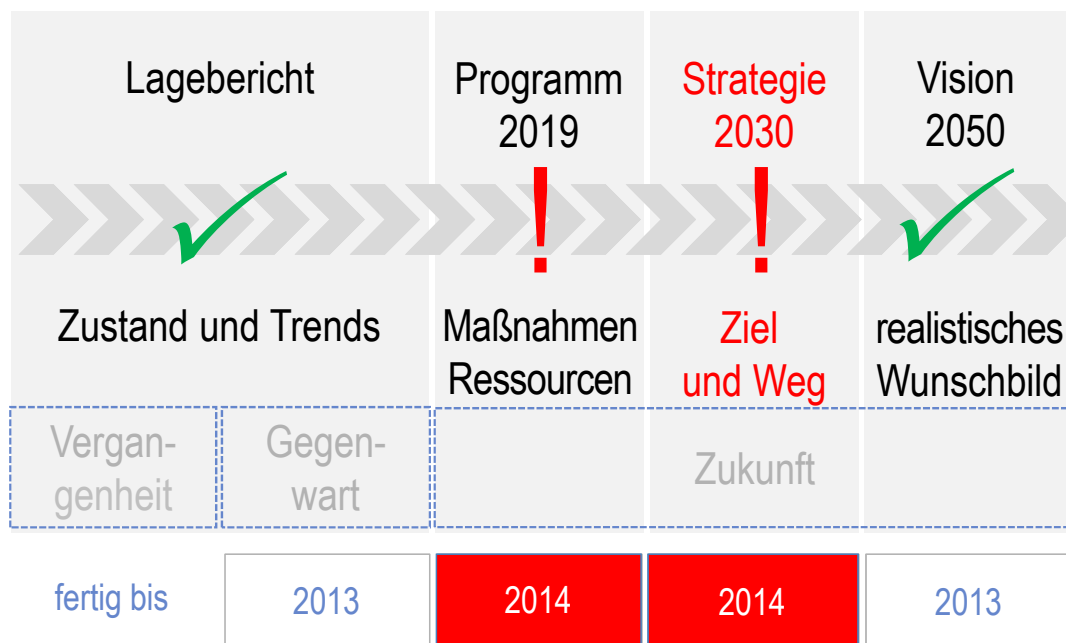 Lagebericht
Programm
2019
Strategie
2030
Vision
2050
!
!
Zustand und Trends
Maßnahmen
Ressourcen
Ziel
und Weg
realistisches
Wunschbild
Vergan-
genheit
Gegen-
wart
Zukunft
fertig bis
2013
2014
2014
2013